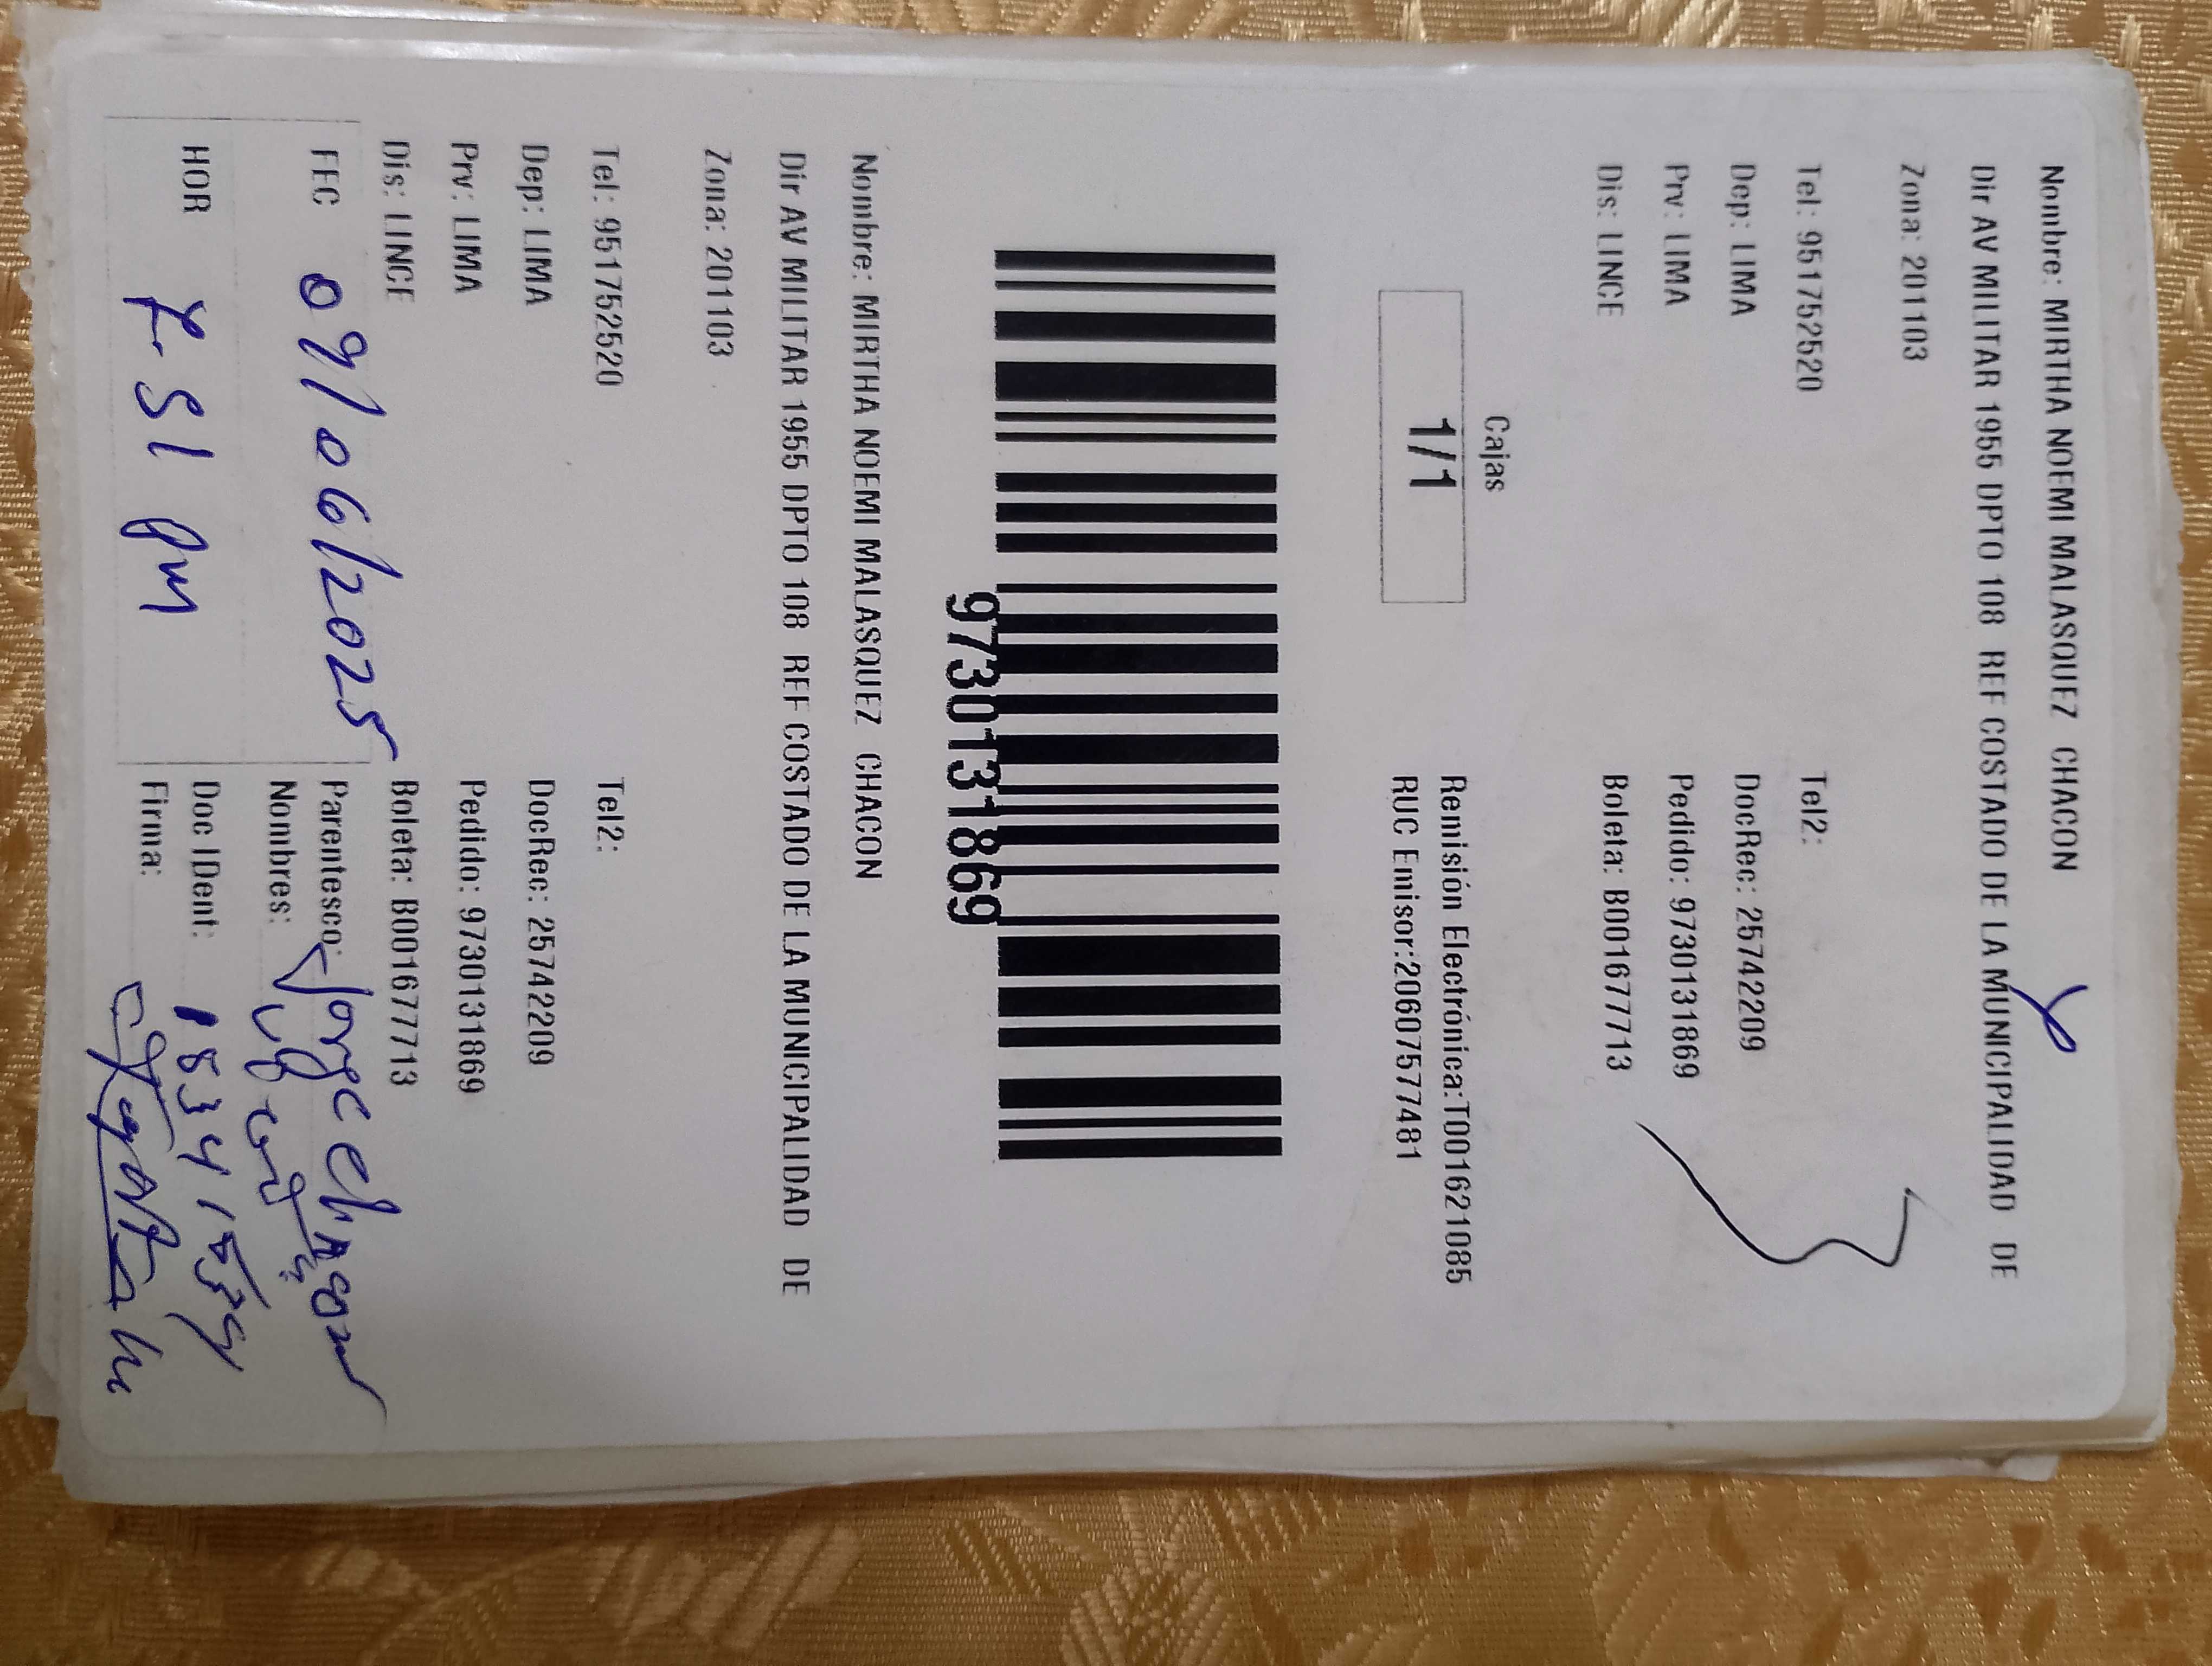 Nombre: MIRTHA NOEMI MALASQUEZ CHACON
Dir AV MILITAR 1955 DPTO 108 REF COSTADO DE LA MUNICIPALIDAD DE
Zona: 201103
Tel: 951752520 Tel2:
Dep: LIMA DocRec: 25742209
Prv: LIMA Pedido: 9730131869
Dis: LINCE Boleta: B001677713
Cajas Remisión Electrónica:T001621085
1/1 RUC Emisor:20607577481
9730131869
Nombre: MIRTHA NOEMI MALASQUEZ CHACON
Dir AV MILITAR 1955 DPTO 108 REF COSTADO DE LA MUNICIPALIDAD DE
Zona: 201103
Tel: 951752520 Tel2:
Dep: LIMA DocRec: 25742209
Prv: LIMA Pedido: 9730131869
Dis: LINCE Boleta: B001677713
FEC 09/06/2025 Parentesco: Jorge chacon
Nombres:
HOR Doc IDent:
pm Firma: